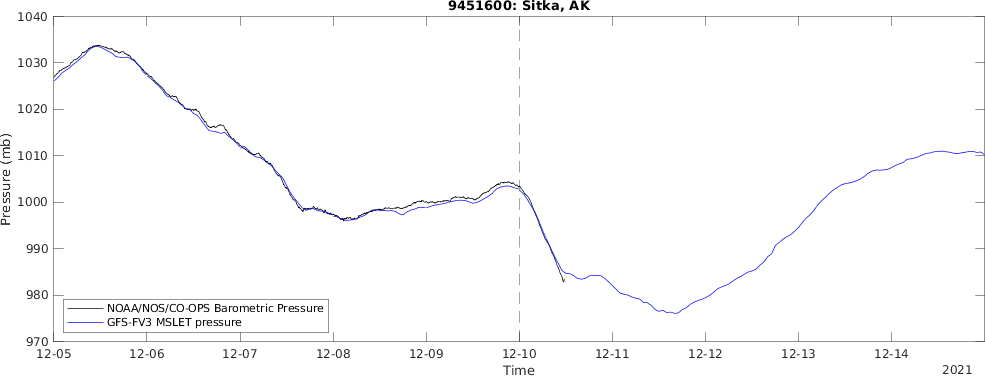 9451600: Sitka, AK
Pressure (mb)
1040
1030
1020
1010
1000
990
980
970
NOAA/NOS/CO-OPS Barometric Pressure
GFS-FV3 MSLET pressure
12-05 12-06 12-07 12-08 12-09 12-10 12-11 12-12 12-13 12-14
Time
2021